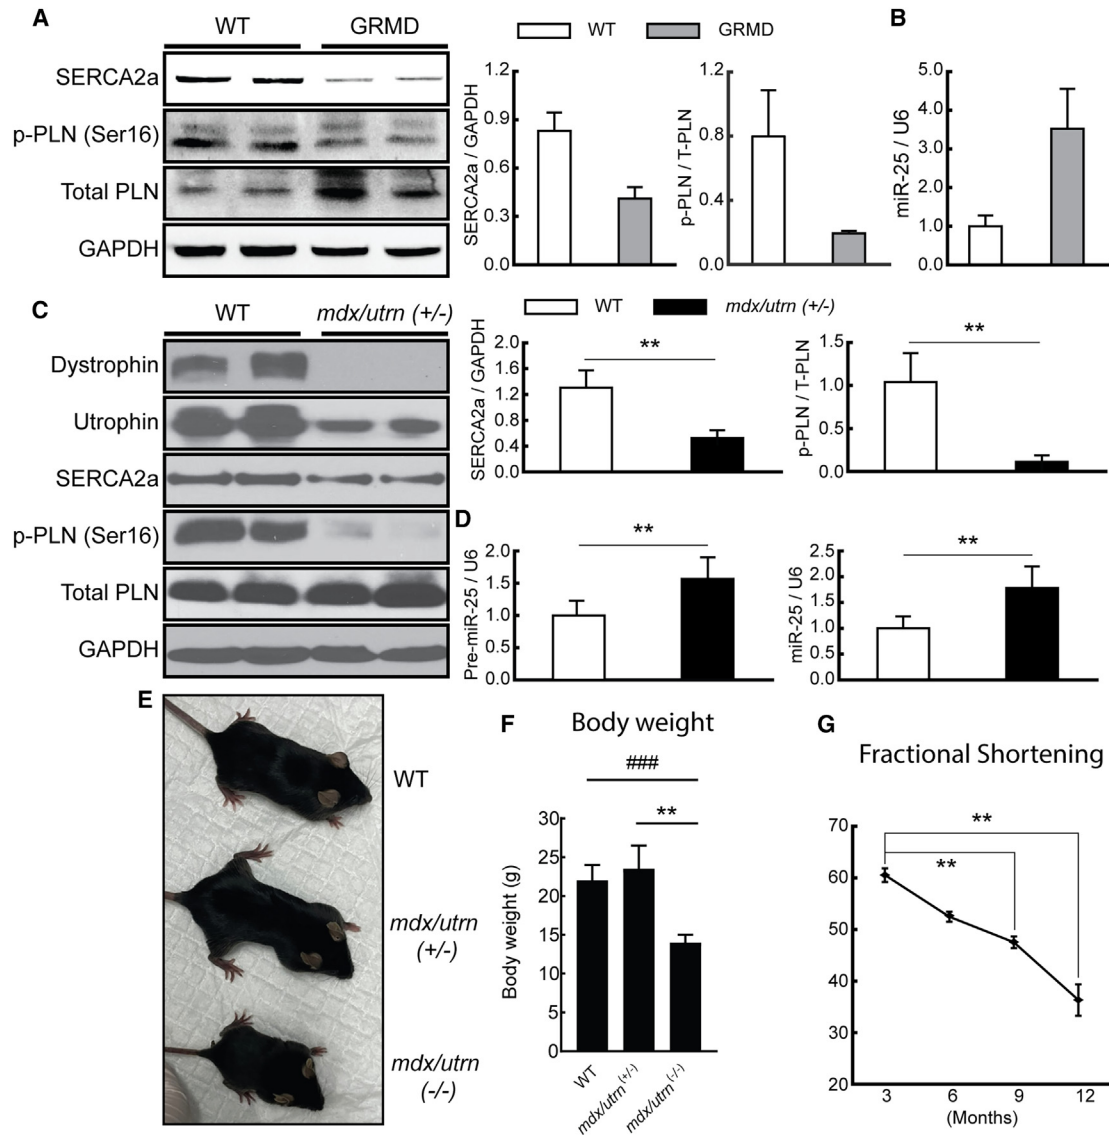 A
WT GRMD
SERCA2a
p-PLN (Ser16)
Total PLN
GAPDH
WT GRMD
SERCA2a / GAPDH
1.2
0.9
0.6
0.3
0.0
p-PLN / T-PLN
1.2
0.8
0.4
0.0
B
miR-25 / U6
5.0
4.0
3.0
2.0
1.0
0.0
C
WT mdx/utrn (+/-)
Dystrophin
Utrophin
SERCA2a
p-PLN (Ser16)
Total PLN
GAPDH
WT mdx/utrn (+/-)
SERCA2a / GAPDH
2.0
1.6
1.2
0.8
0.4
0.0
**
p-PLN / T-PLN
1.5
1.0
0.5
0.0
**
D
Pre-miR-25 / U6
2.0
1.5
1.0
0.5
0.0
**
miR-25 / U6
2.5
2.0
1.5
1.0
0.5
0.0
**
E
WT
mdx/utrn
(+/-)
mdx/utrn
(-/-)
F
Body weight
###
**
Body weight (g)
30
25
20
15
10
5
0
WT
mdx/utrn(+/-)
mdx/utrn(-/-)
G
Fractional Shortening
70
60
50
40
30
20
**
**
3 6 9 12
(Months)